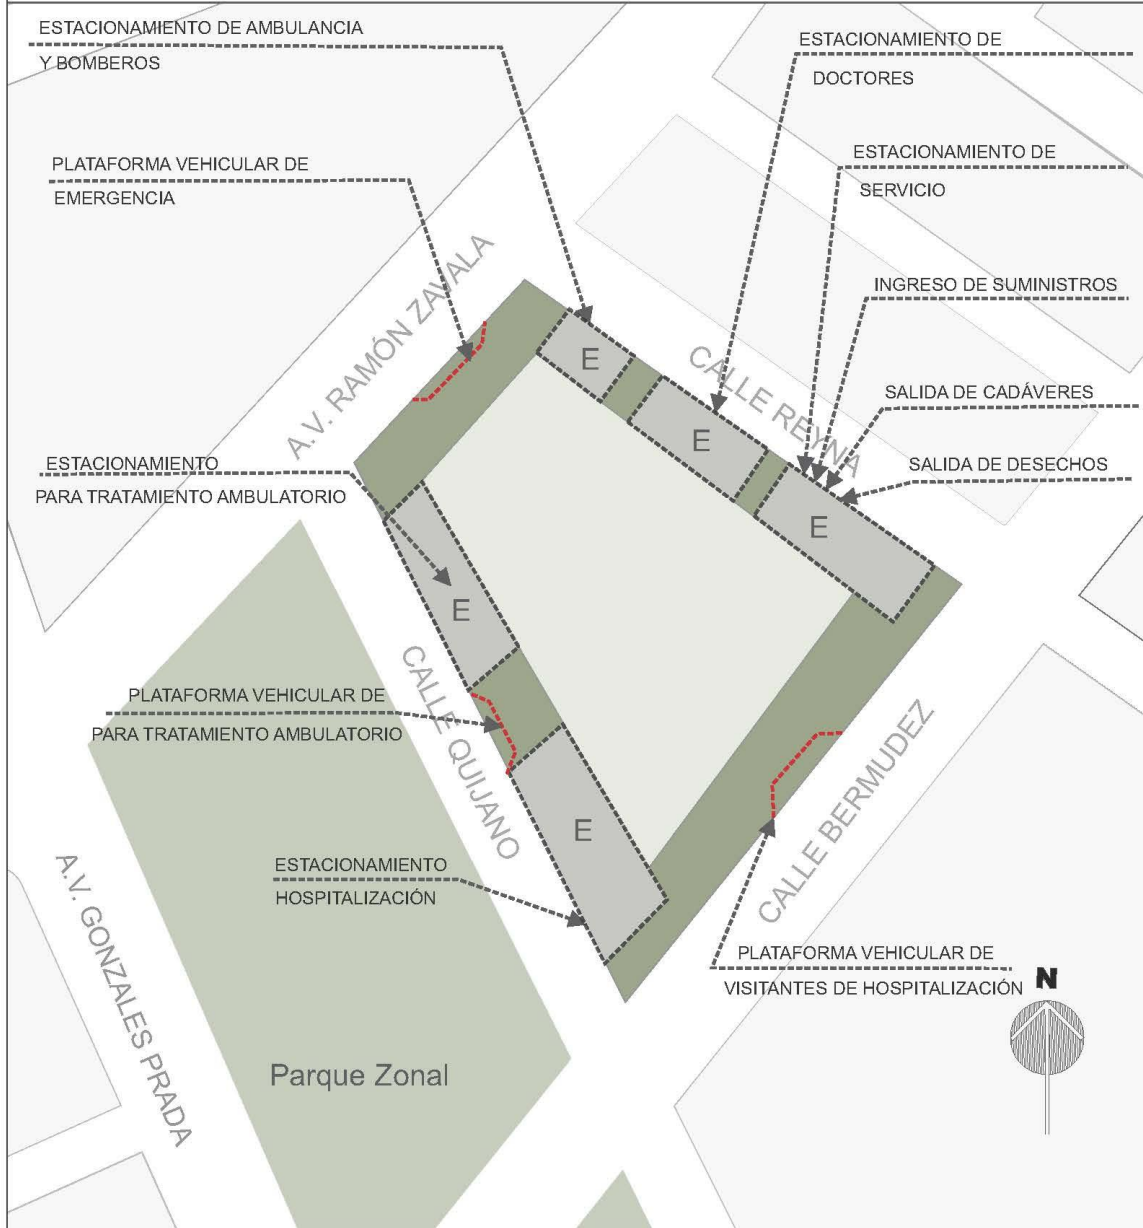 ESTACIONAMIENTO DE AMBULANCIA
Y BOMBEROS
ESTACIONAMIENTO DE
DOCTORES
PLATAFORMA VEHICULAR DE
EMERGENCIA
ESTACIONAMIENTO DE
SERVICIO
INGRESO DE SUMINISTROS
A.V. RAMÓN ZAVALA
CALLE REYNA
E
E
E
SALIDA DE CADÁVERES
SALIDA DE DESECHOS
ESTACIONAMIENTO
PARA TRATAMIENTO AMBULATORIO
E
PLATAFORMA VEHICULAR DE
PARA TRATAMIENTO AMBULATORIO
CALLE QUIJANO
E
CALLE BERMUDEZ
ESTACIONAMIENTO
HOSPITALIZACIÓN
A.V. GONZALES PRADA
PLATAFORMA VEHICULAR DE
VISITANTES DE HOSPITALIZACIÓN
N
Parque Zonal